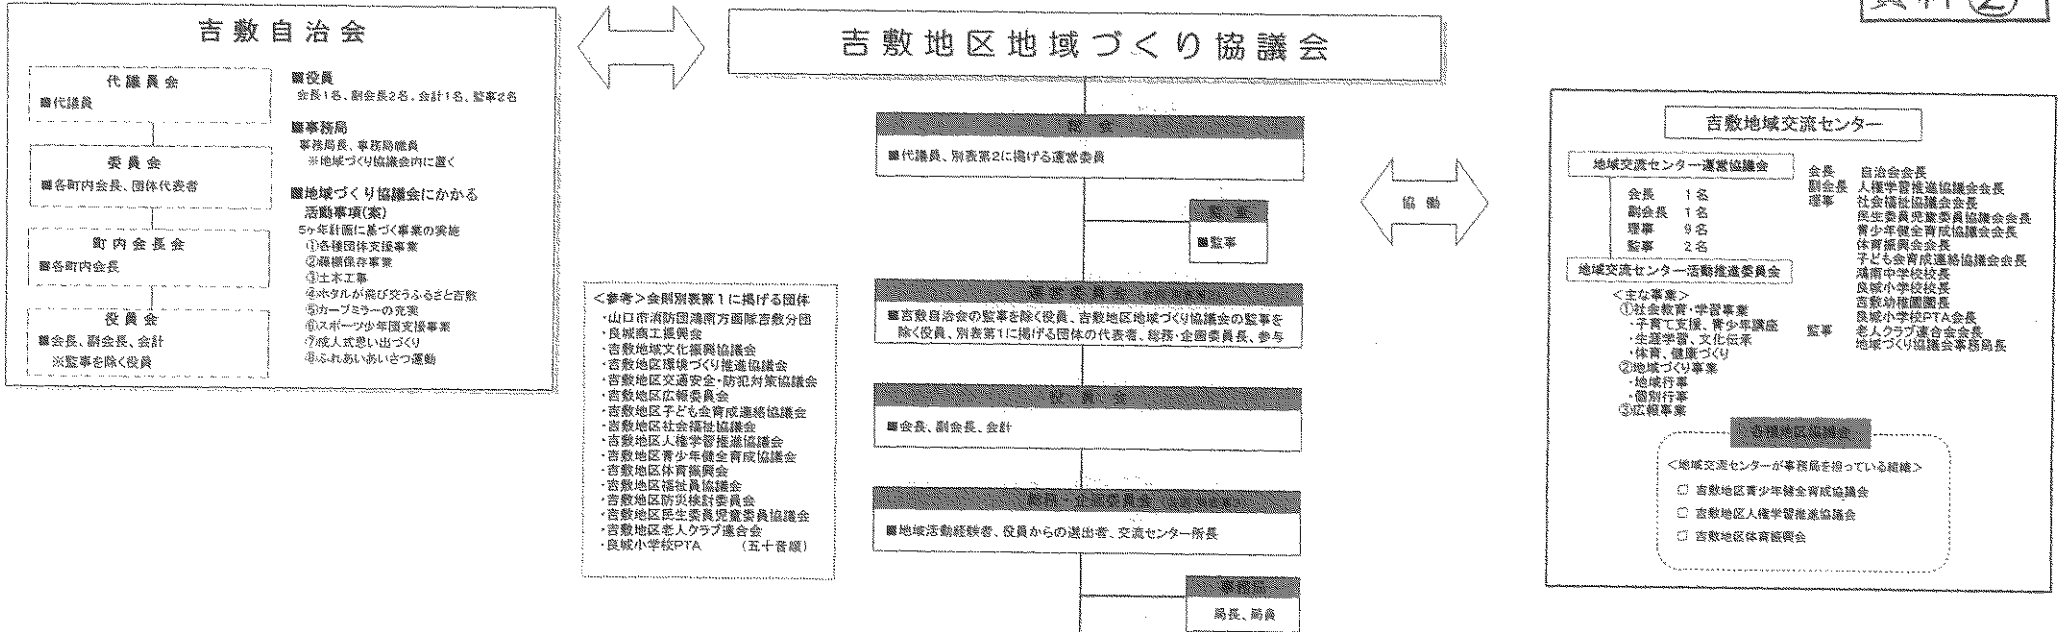 資料②
吉敷自治会
代議員会
■代議員
委員会
■各町内会長、団体代表者
町内会長会
■各町内会長
役員会
■会長、副会長、会計
※監事を除く役員
■役員
会長1名、副会長2名、会計1名、監事2名
■事務局
事務局長、事務局職員
※地域づくり協議会内に置く
■地域づくり協議会にかかる
活動事項(案)
5ヶ年計画に基づく事業の実施
①各種団体支援事業
②藤棚保存事業
③土木工事
④ホタルが飛び交うふるさと吉敷
⑤カーブミラーの充実
⑥スポーツ少年団支援事業
⑦成人式思い出づくり
⑧ふれあいあいさつ運動
吉敷地区地域づくり協議会
総会
■代議員、別表第2に掲げる運営委員
監査
■監事
運営委員会
■吉敷自治会の監事を除く役員、吉敷地区地域づくり協議会の監事を
除く役員、別表第1に掲げる団体の代表者、総務・企画委員長、参与
役員会
■会長、副会長、会計
総務・企画委員会
■地域活動経験者、役員からの選出者、交流センター所長
事務局
局長、局員
<参考>会則別表第1に掲げる団体
・山口市消防団鴻南方面隊吉敷分団
・良城商工振興会
・吉敷地域文化振興協議会
・吉敷地区環境づくり推進協議会
・吉敷地区交通安全・防犯対策協議会
・吉敷地区広報委員会
・吉敷地区子ども会育成連絡協議会
・吉敷地区社会福祉協議会
・吉敷地区人権学習推進協議会
・吉敷地区青少年健全育成協議会
・吉敷地区体育振興会
・吉敷地区福祉員協議会
・吉敷地区防災検討委員会
・吉敷地区民生委員児童委員協議会
・吉敷地区老人クラブ連合会
・良城小学校PTA (五十音順)
協働
吉敷地域交流センター
地域交流センター運営協議会
会長 1名
副会長 1名
理事 9名
監事 2名
地域交流センター活動推進委員会
<主な事業>
①社会教育・学習事業
・子育て支援、青少年講座
・生涯学習、文化伝承
・体育、健康づくり
②地域づくり事業
・地域行事
・個別行事
③広報事業
会長 自治会会長
副会長 人権学習推進協議会会長
理事 社会福祉協議会会長
民生委員児童委員協議会会長
青少年健全育成協議会会長
体育振興会会長
子ども会育成連絡協議会会長
鴻南中学校校長
良城小学校校長
吉敷幼稚園園長
良城小学校PTA会長
監事 老人クラブ連合会会長
地域づくり協議会事務局長
各種地区協議会
<地域交流センターが事務局を担っている組織>
□ 吉敷地区青少年健全育成協議会
□ 吉敷地区人権学習推進協議会
□ 吉敷地区体育振興会